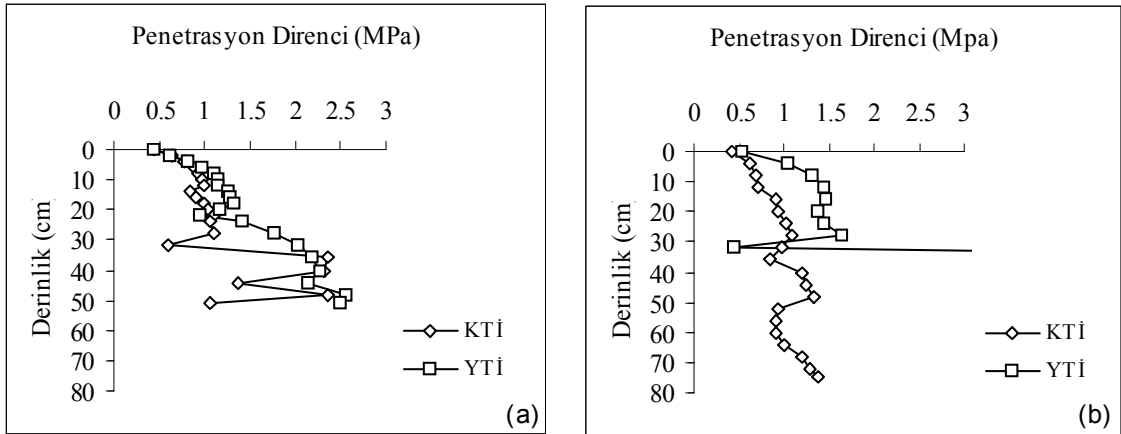 Penetrasyon Direnci (MPa)
0 0.5 1 1.5 2 2.5 3
Derinlik (cm)
0
10
20
30
40
50
60
70
80
KTİ
YTİ
(a)
Penetrasyon Direnci (Mpa)
0 0.5 1 1.5 2 2.5 3
Derinlik (cm)
0
10
20
30
40
50
60
70
80
KTİ
YTİ
(b)